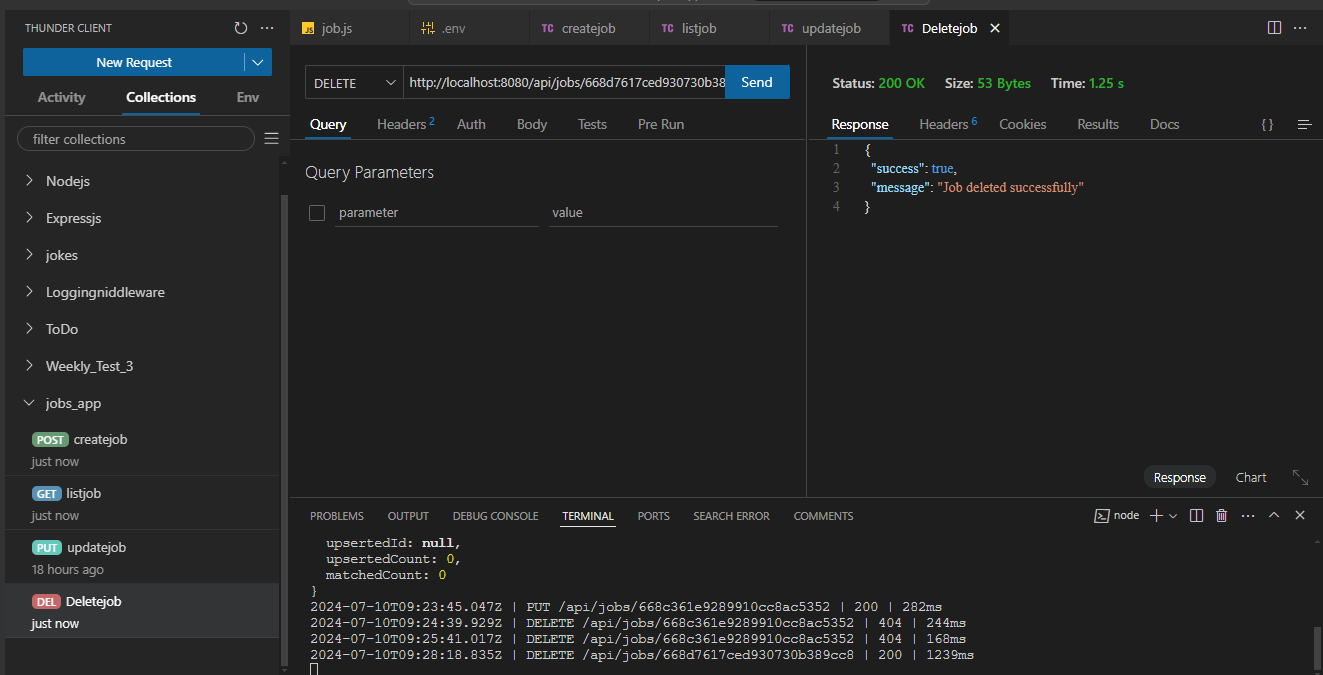 THUNDER CLIENT
New Request
Activity Collections Env
filter collections
Nodejs
Expressjs
jokes
Loggingniddleware
ToDo
Weekly_Test_3
jobs_app
POST createjob
just now
GET listjob
just now
PUT updatejob
18 hours ago
DEL Deletejob
just now
JS job.js .env TC createjob TC listjob TC updatejob TC Deletejob
DELETE http://localhost:8080/api/jobs/668d7617ced930730b38 Send
Query Headers 2 Auth Body Tests Pre Run
Query Parameters
parameter value
Status: 200 OK Size: 53 Bytes Time: 1.25 s
Response Headers 6 Cookies Results Docs { }
1 {
2 "success": true,
3 "message": "Job deleted successfully"
4 }
Response Chart
PROBLEMS OUTPUT DEBUG CONSOLE TERMINAL PORTS SEARCH ERROR COMMENTS node
upsertedId: null,
upsertedCount: 0,
matchedCount: 0
}
2024-07-10T09:23:45.047Z | PUT /api/jobs/668c361e9289910cc8ac5352 | 200 | 282ms
2024-07-10T09:24:39.929Z | DELETE /api/jobs/668c361e9289910cc8ac5352 | 404 | 244ms
2024-07-10T09:25:41.017Z | DELETE /api/jobs/668c361e9289910cc8ac5352 | 404 | 168ms
2024-07-10T09:28:18.835Z | DELETE /api/jobs/668d7617ced930730b389cc8 | 200 | 1239ms